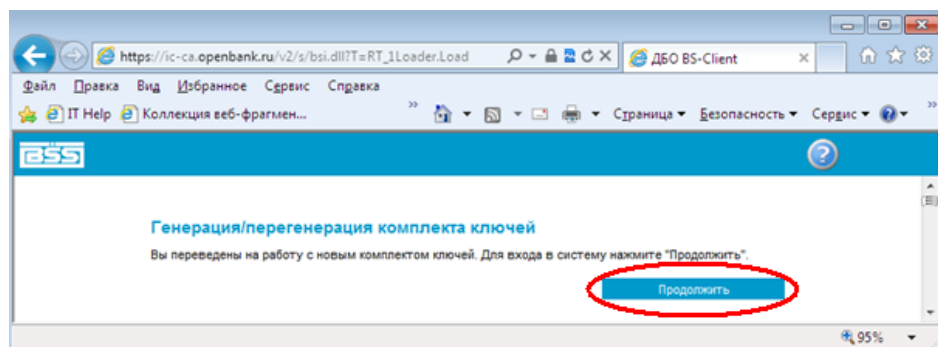 https://ic-ca.openbank.ru/v2/s/bsi.dll?T=RT_1Loader.Load
ДБО BS-Client
Файл Правка Вид Избранное Сервис Справка
IT Help Коллекция веб-фрагмен...
Страница Безопасность Сервис
BSS
Генерация/перегенерация комплекта ключей
Вы переведены на работу с новым комплектом ключей. Для входа в систему нажмите "Продолжить".
Продолжить
95%